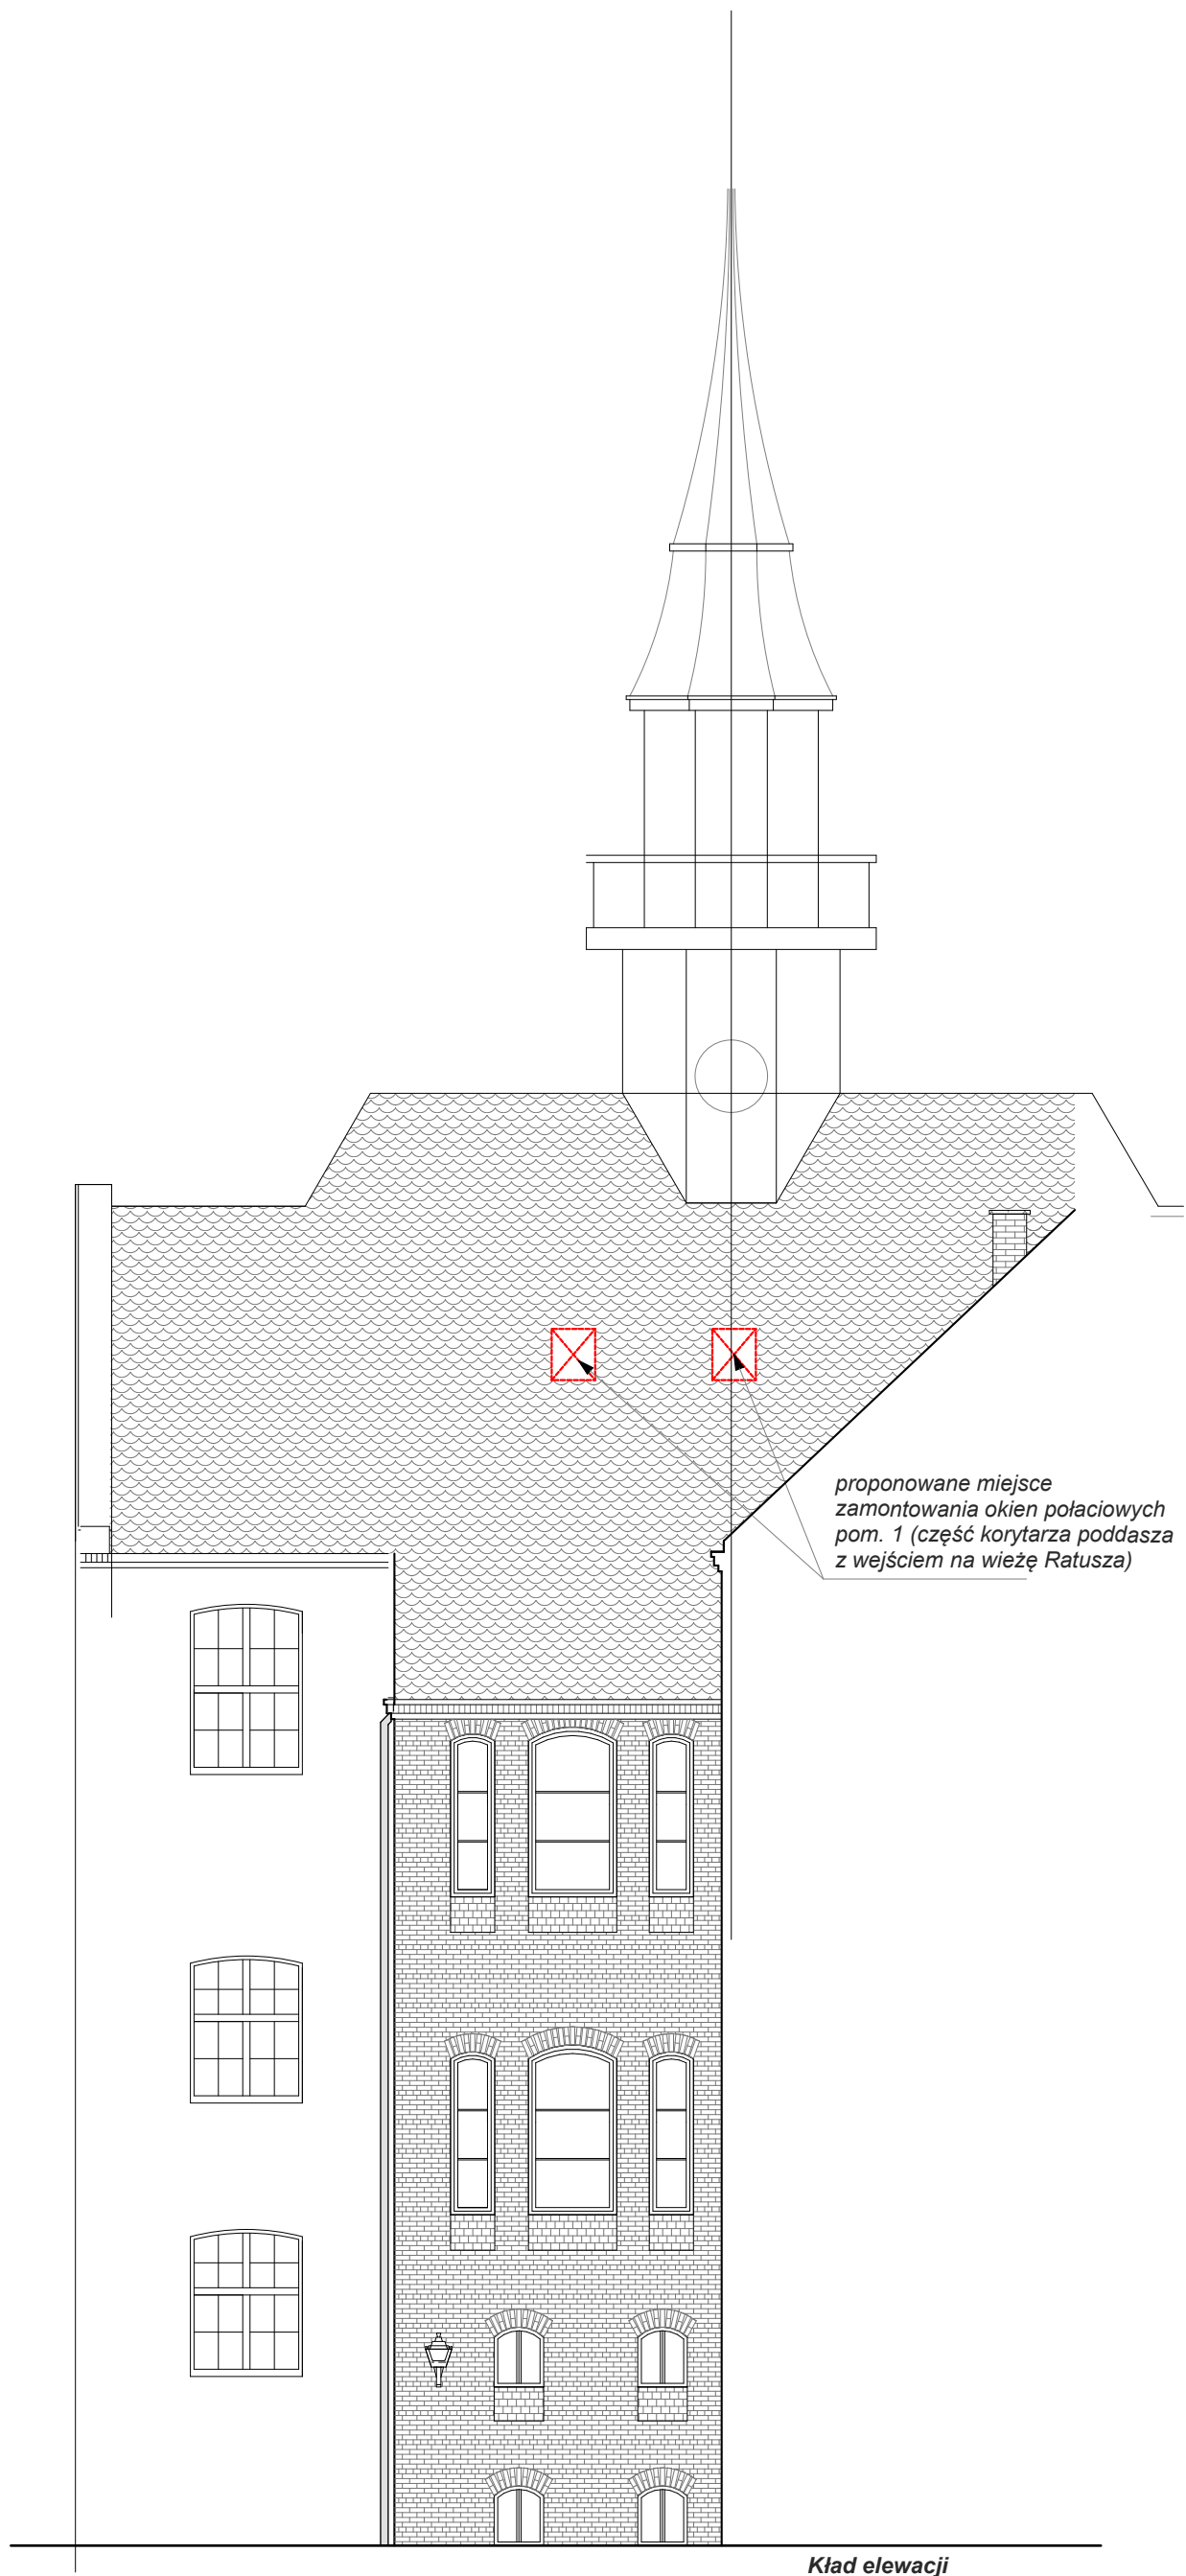 proponowane miejsce
zamontowania okien połaciowych
pom. 1 (część korytarza poddasza
z wejściem na wieżę Ratusza)
Kład elewacji